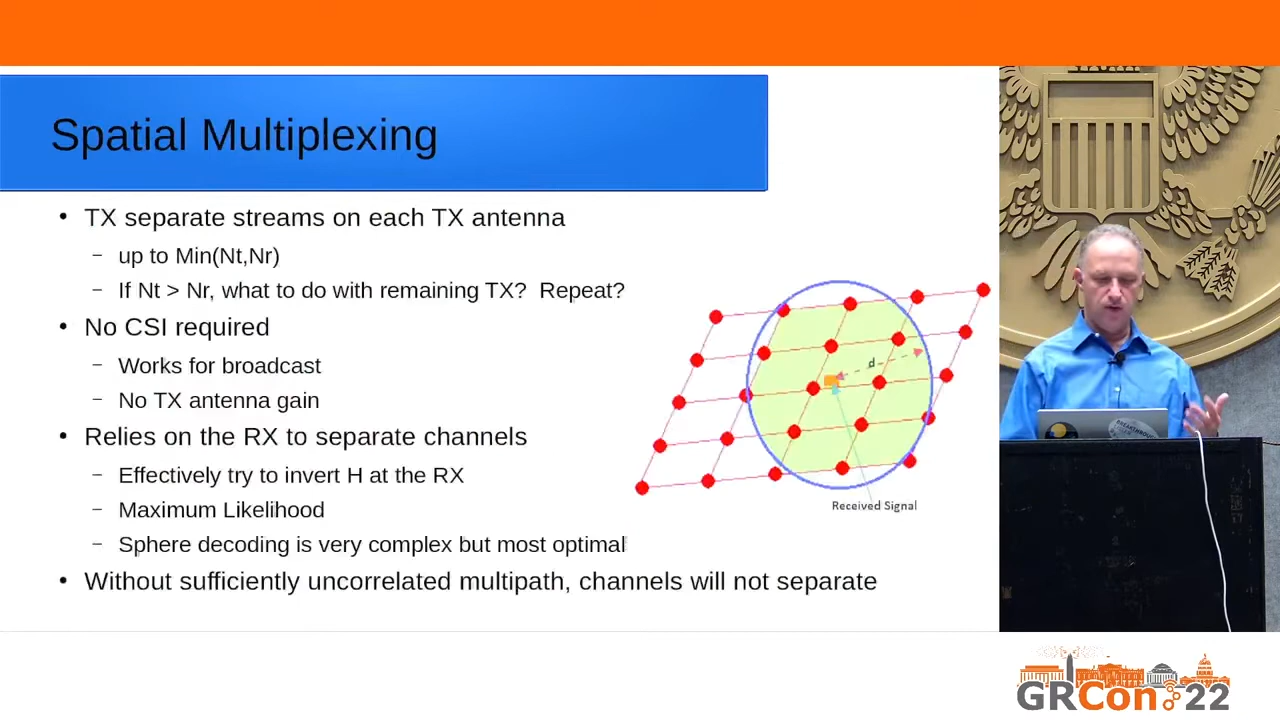 Spatial Multiplexing
• TX separate streams on each TX antenna
– up to Min(Nt,Nr)
– If Nt > Nr, what to do with remaining TX? Repeat?
• No CSI required
– Works for broadcast
– No TX antenna gain
• Relies on the RX to separate channels
– Effectively try to invert H at the RX
– Maximum Likelihood
– Sphere decoding is very complex but most optimal
• Without sufficiently uncorrelated multipath, channels will not separate
d
Received Signal
GRCon 22